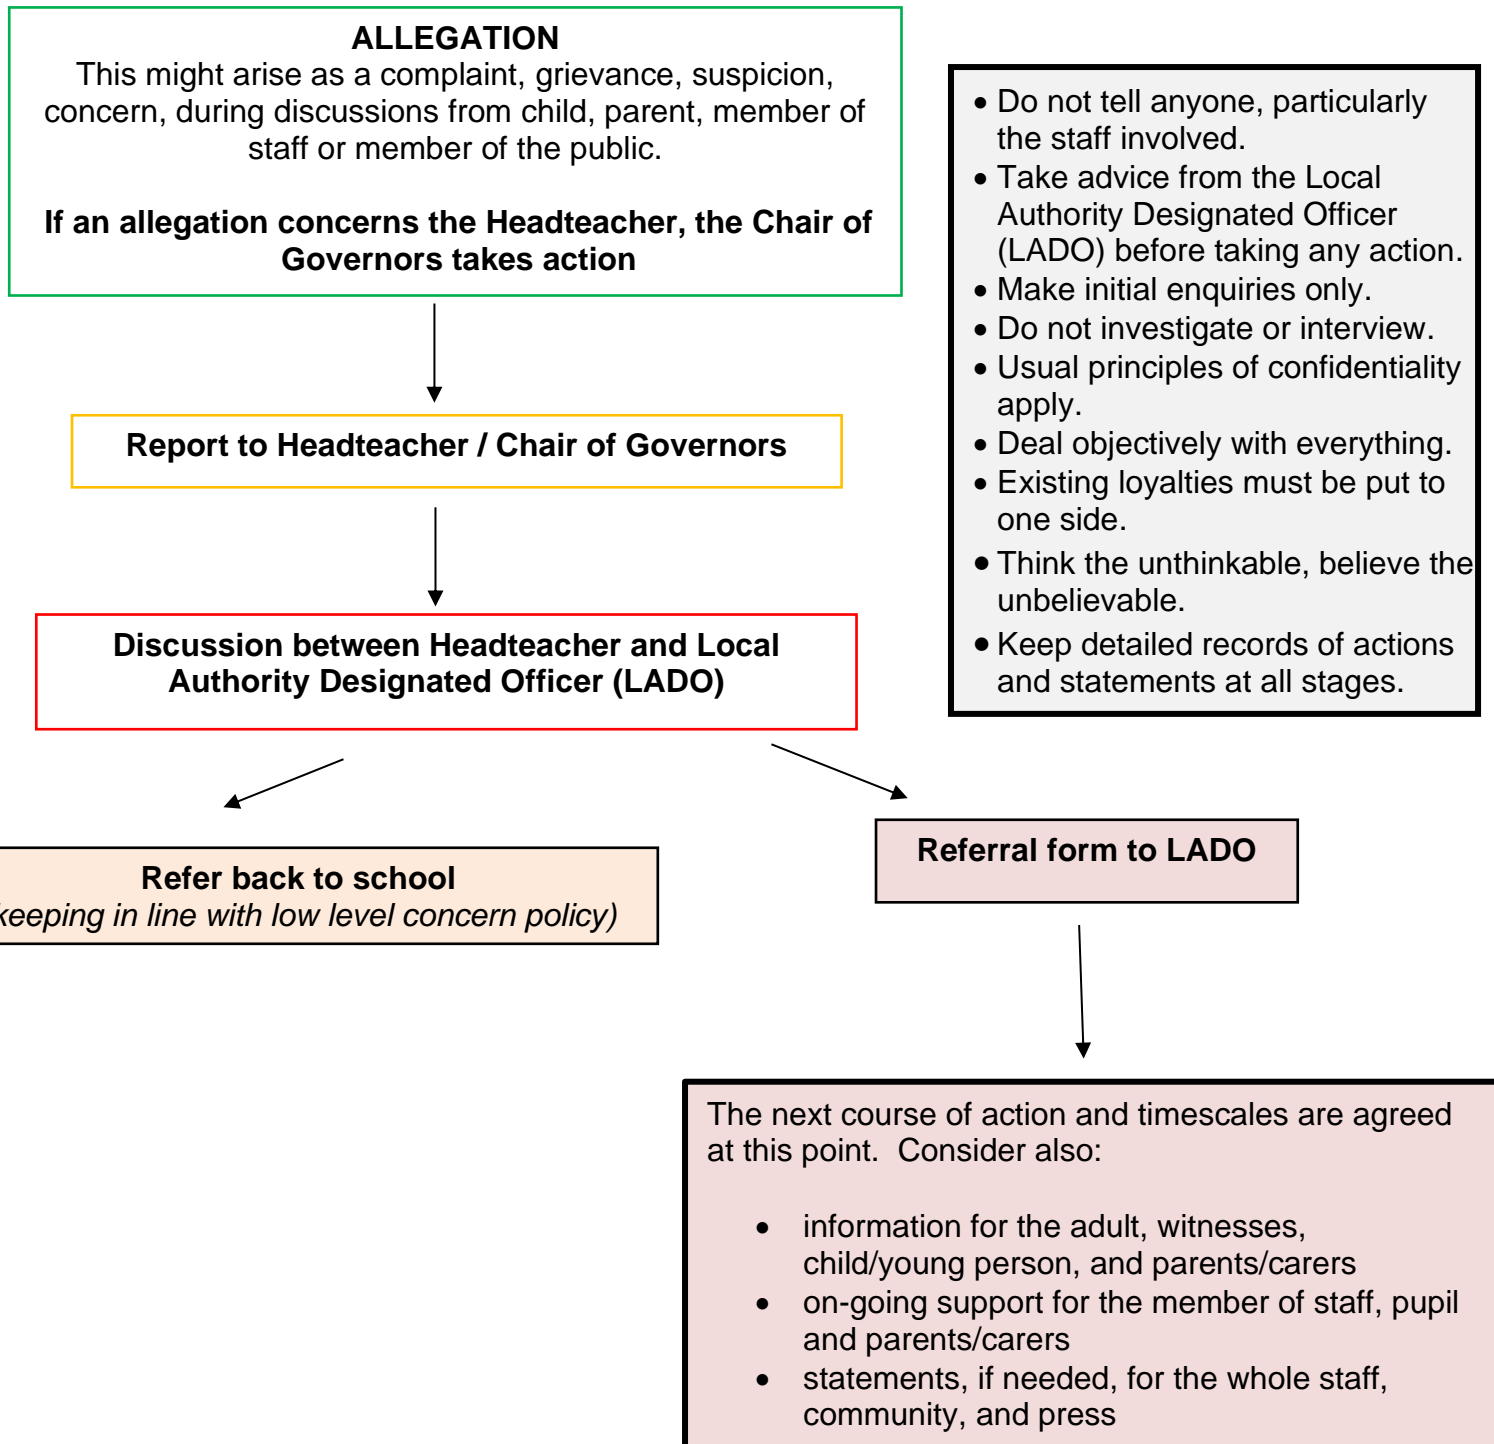 ALLEGATION
This might arise as a complaint, grievance, suspicion,
concern, during discussions from child, parent, member of
staff or member of the public.
If an allegation concerns the Headteacher, the Chair of
Governors takes action
Report to Headteacher / Chair of Governors
Discussion between Headteacher and Local
Authority Designated Officer (LADO)
• Do not tell anyone, particularly
the staff involved.
• Take advice from the Local
Authority Designated Officer
(LADO) before taking any action.
• Make initial enquiries only.
• Do not investigate or interview.
• Usual principles of confidentiality
apply.
• Deal objectively with everything.
• Existing loyalties must be put to
one side.
• Think the unthinkable, believe the
unbelievable.
• Keep detailed records of actions
and statements at all stages.
Refer back to school
keeping in line with low level concern policy)
Referral form to LADO
The next course of action and timescales are agreed
at this point.  Consider also:
• information for the adult, witnesses,
child/young person, and parents/carers
• on-going support for the member of staff, pupil
and parents/carers
• statements, if needed, for the whole staff,
community, and press